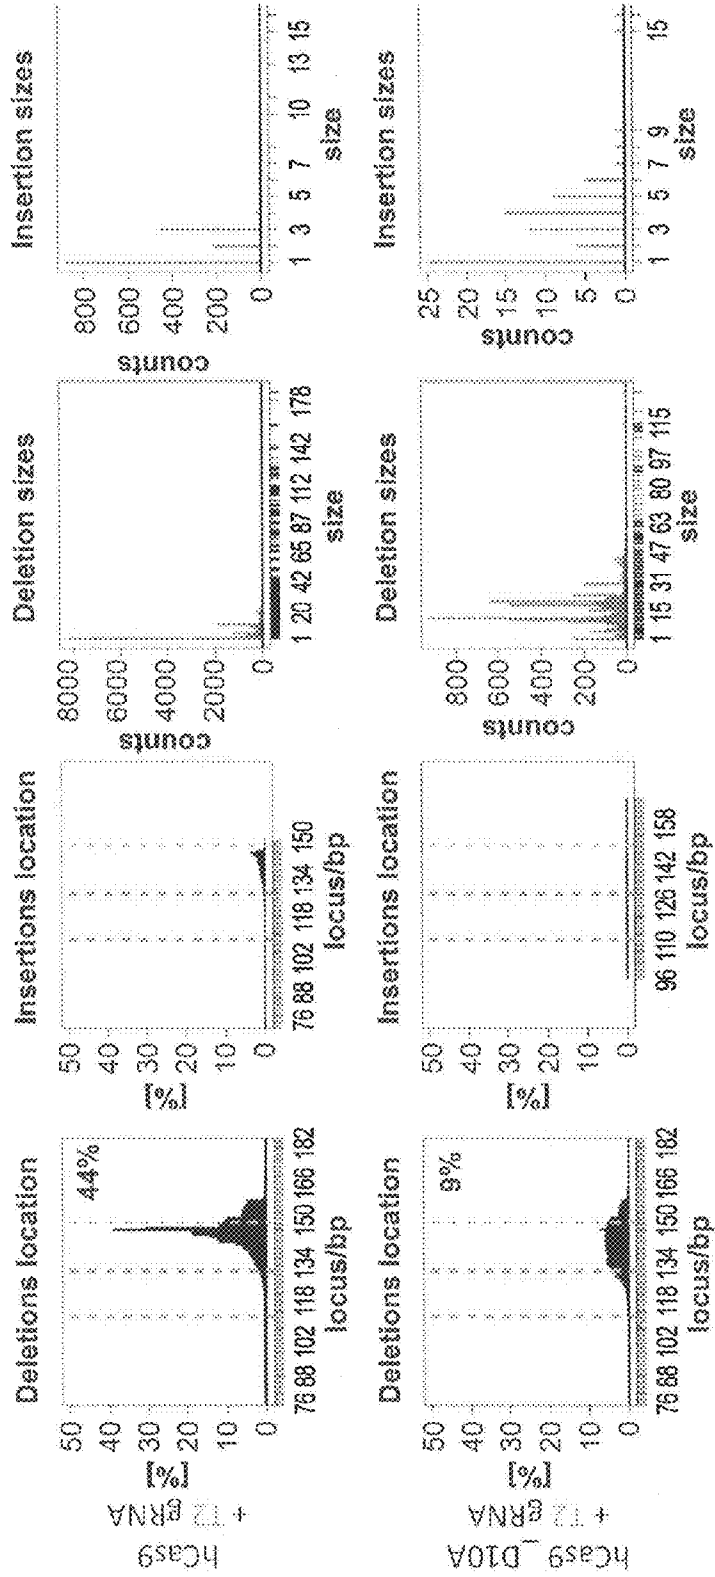 hCas9
+ T2 gRNA
Deletions location
44%
[%]
50
40
30
20
10
0
76 88 102 118 134 150 166 182
locus/bp
Insertions location
[%]
50
40
30
20
10
0
76 88 102 118 134 150
locus/bp
Deletion sizes
counts
8000
6000
4000
2000
0
1 20 42 65 87 112 142 178
size
Insertion sizes
counts
800
600
400
200
0
1 3 5 7 10 13 15
size
hCas9_D10A
+ T2 gRNA
Deletions location
9%
[%]
50
40
30
20
10
0
76 88 102 118 134 150 166 182
locus/bp
Insertions location
[%]
50
40
30
20
10
0
96 110 126 142 158
locus/bp
Deletion sizes
counts
800
600
400
200
0
1 15 31 47 63 80 97 115
size
Insertion sizes
counts
25
20
15
10
5
0
1 3 5 7 9 15
size